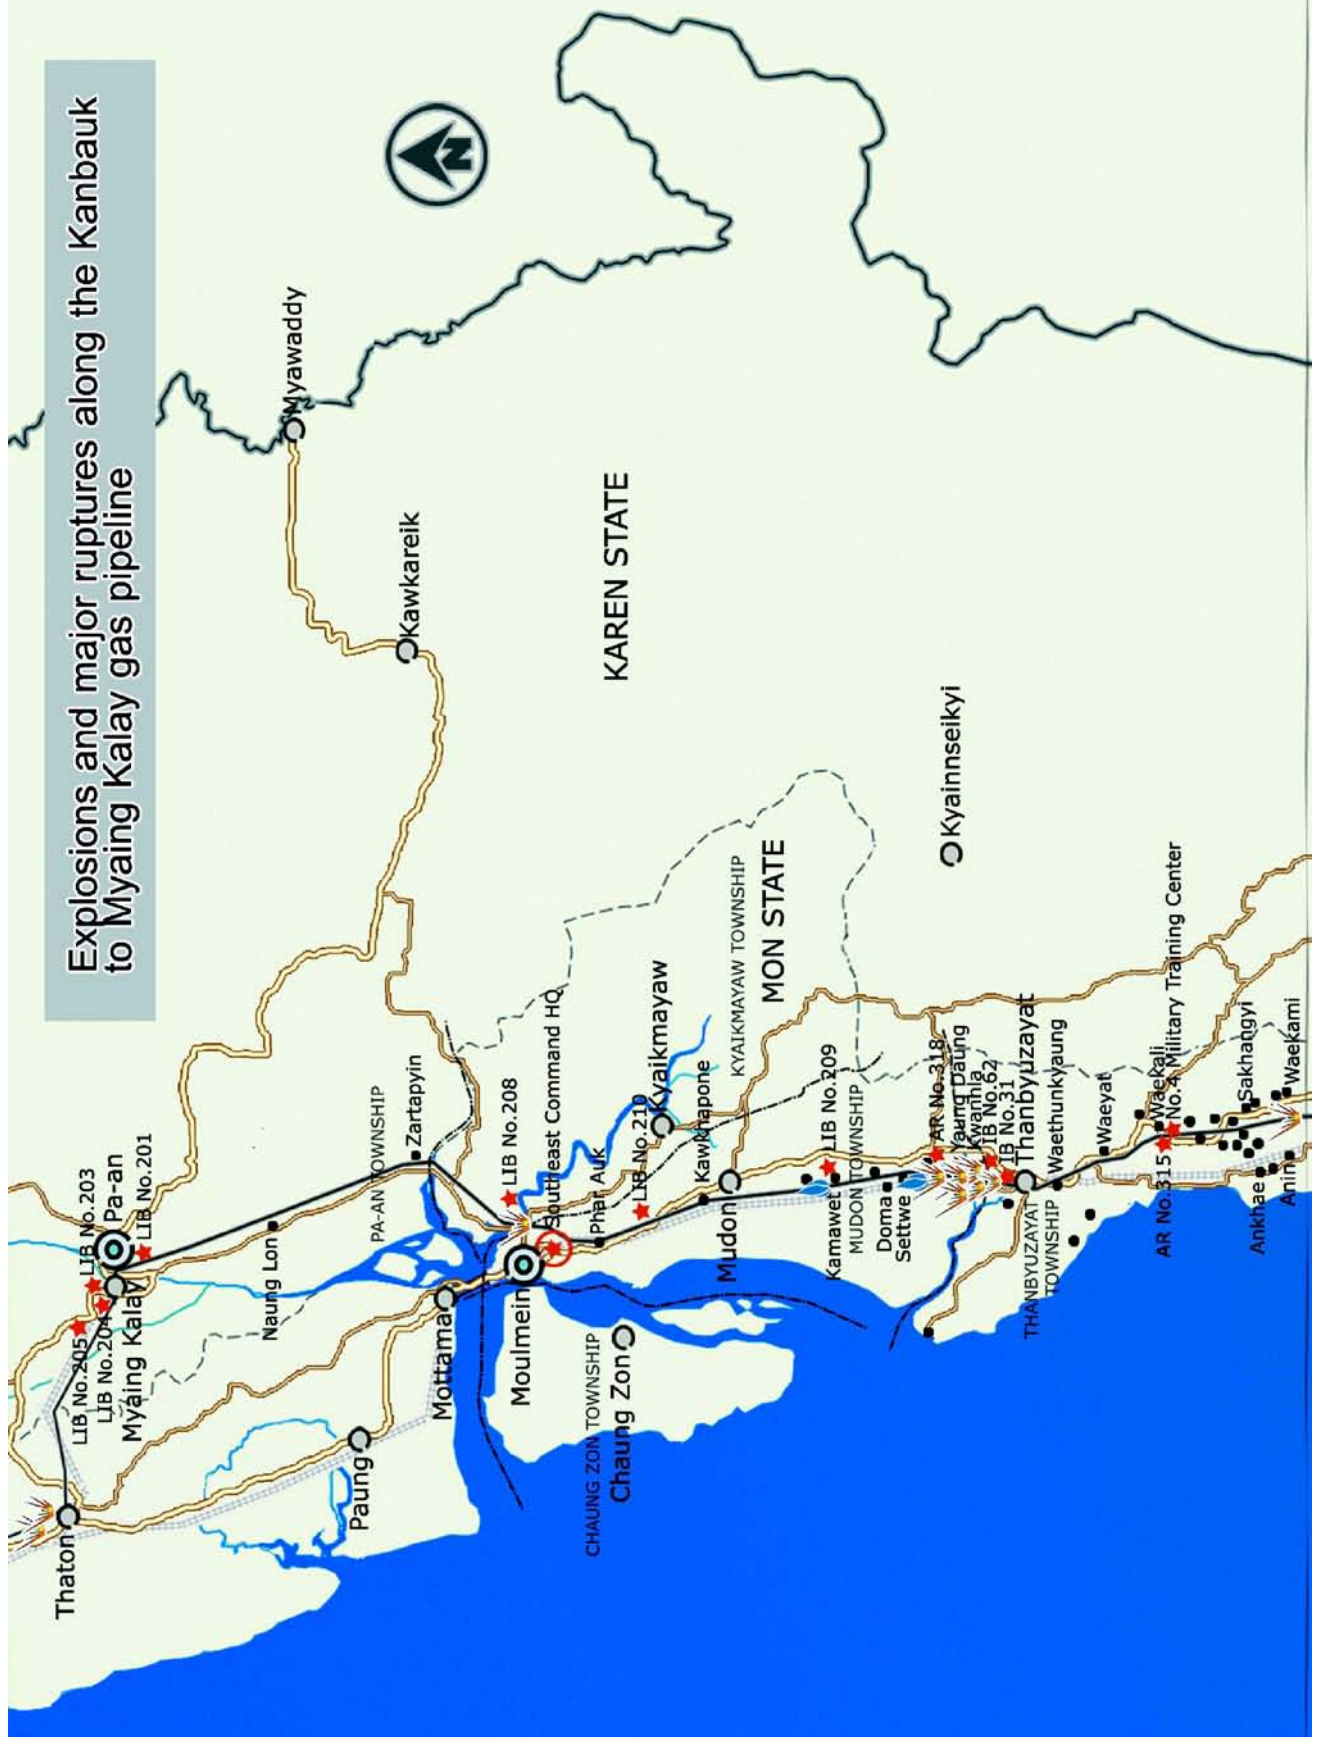 Explosions and major ruptures along the Kanbauk
to Myaing Kalay gas pipeline
N
Myawaddy
Kawkareik
KAREN STATE
Kyainnseikyi
MON STATE
KYAIKMAYAW TOWNSHIP
Kyaikmayaw
LIB No.203
Pa-an
LIB No.201
LIB No.205
LIB No.204
Myaing Kalay
Naung Lon
PA-AN TOWNSHIP
Zartapyin
Thaton
Paung
Mottama
Moulmein
LIB No.208
Southeast Command HQ
Phar Auk
LIB No.210
CHAUNG ZON TOWNSHIP
Chaung Zon
Kawkhapone
Mudon
LIB No.209
Kamawet
MUDON TOWNSHIP
Doma
Settwe
AR No.318
Yaung Daung
Kwanhla
LIB No.62
IB No.31
Thanbyuzayat
THANBYUZAYAT
TOWNSHIP
Waethunkyaung
Waeyat
Waekali
No.4 Military Training Center
AR No.315
Sakhangyi
Waekami
Ankhae
Anin